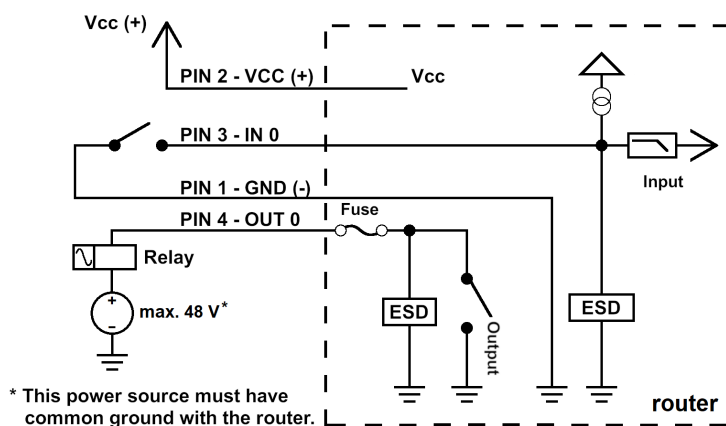 Vcc (+)
PIN 2 - VCC (+)
Vcc
PIN 3 - IN 0
Input
PIN 1 - GND (-)
PIN 4 - OUT 0
Fuse
Relay
+
max. 48 V*
–
ESD
Output
ESD
* This power source must have
common ground with the router.
router